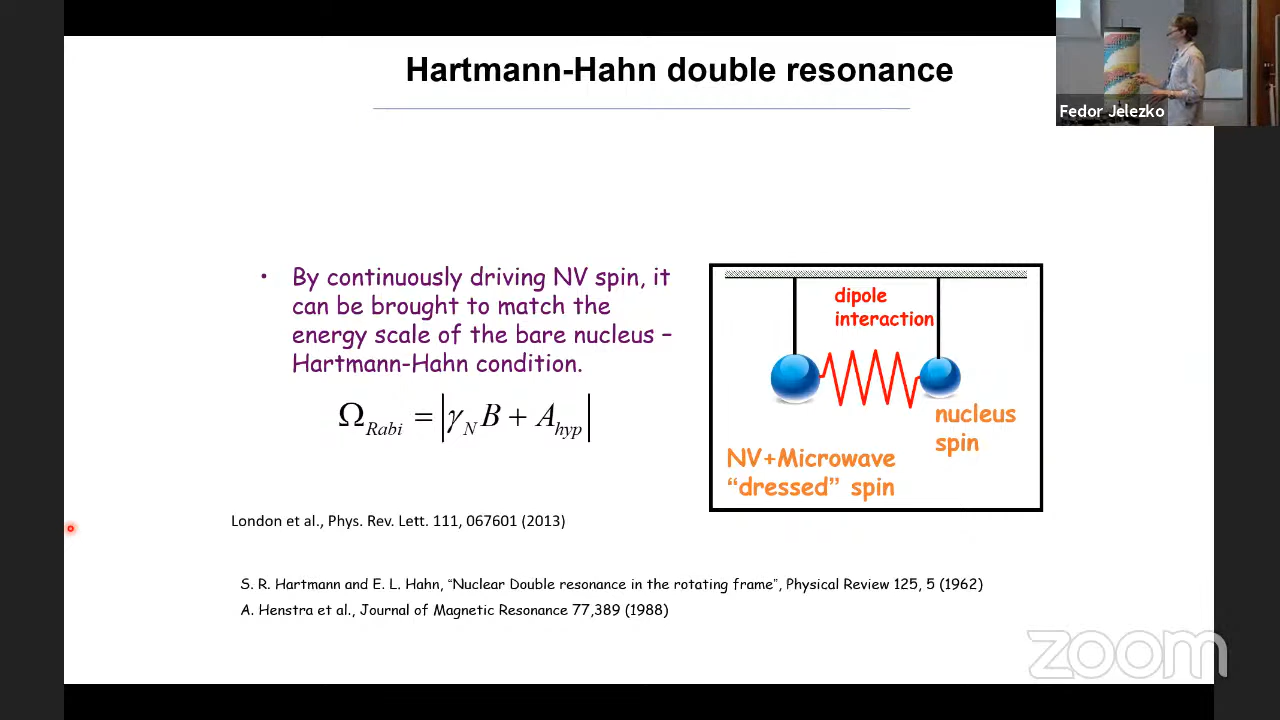 Hartmann-Hahn double resonance
Fedor Jelezko
• By continuously driving NV spin, it
can be brought to match the
energy scale of the bare nucleus –
Hartmann-Hahn condition.
Ω_Rabi = |γ_N B + A_hyp|
dipole
interaction
nucleus
spin
NV+Microwave
“dressed” spin
London et al., Phys. Rev. Lett. 111, 067601 (2013)
S. R. Hartmann and E. L. Hahn, “Nuclear Double resonance in the rotating frame”, Physical Review 125, 5 (1962)
A. Henstra et al., Journal of Magnetic Resonance 77,389 (1988)
zoom